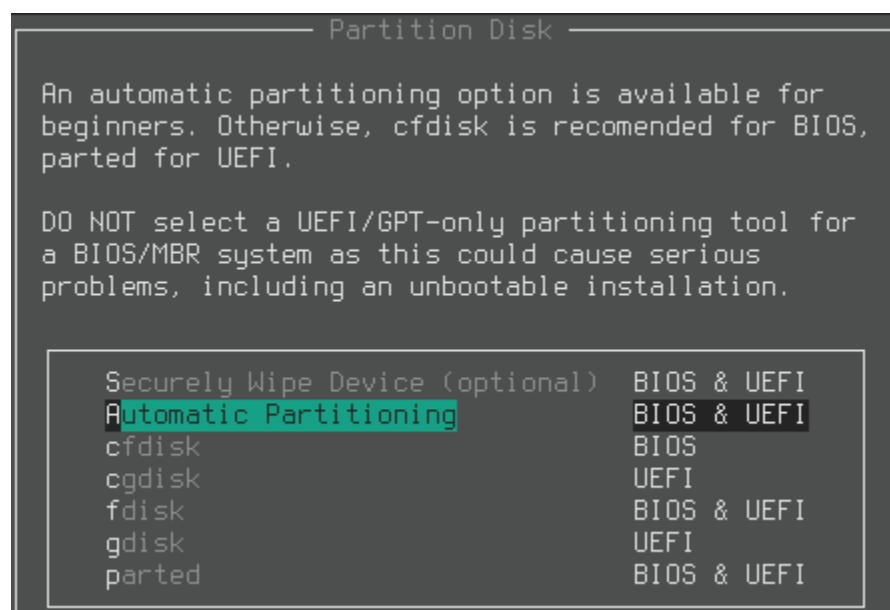 Partition Disk
An automatic partitioning option is available for
beginners. Otherwise, cfdisk is recomended for BIOS,
parted for UEFI.
DO NOT select a UEFI/GPT-only partitioning tool for
a BIOS/MBR system as this could cause serious
problems, including an unbootable installation.
Securely Wipe Device (optional) BIOS & UEFI
Automatic Partitioning BIOS & UEFI
cfdisk BIOS
cgdisk UEFI
fdisk BIOS & UEFI
gdisk UEFI
parted BIOS & UEFI